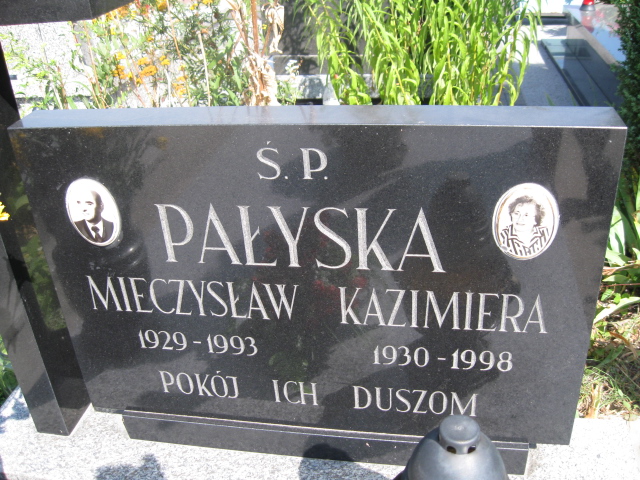 Ś. P.
PAŁYSKA
MIECZYSŁAW KAZIMIERA
1929-1993 1930-1998
POKÓJ ICH DUSZOM